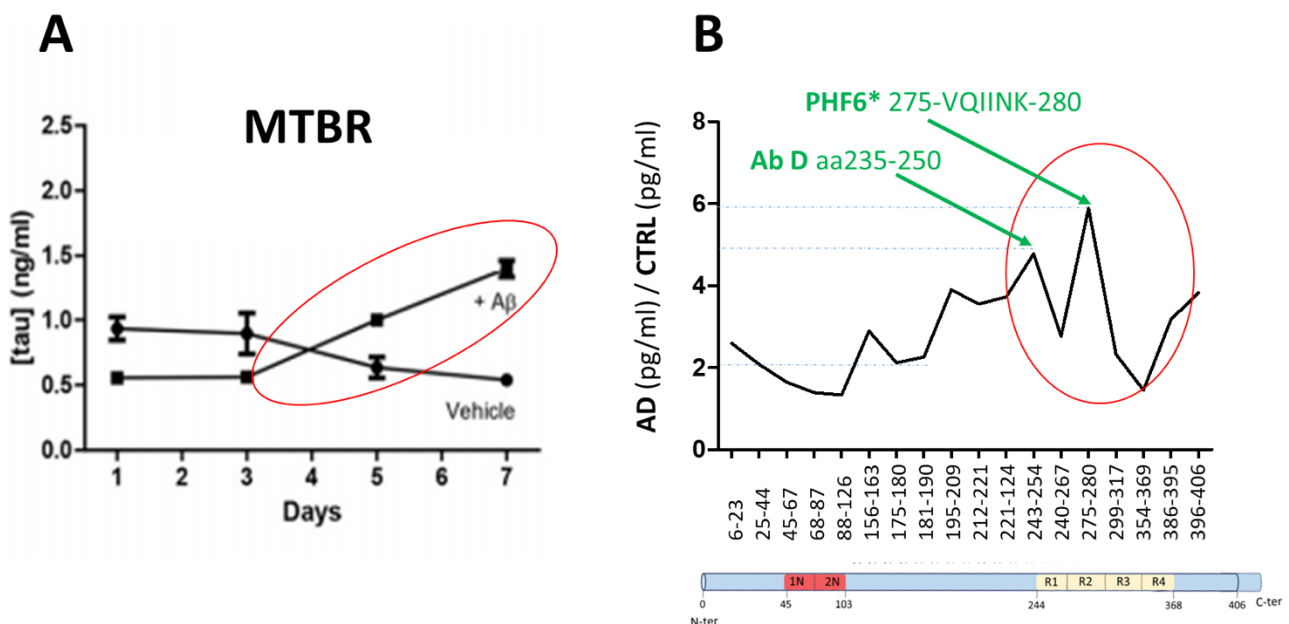 A
MTBR
[tau] (ng/ml)
2.5
2.0
1.5
1.0
0.5
0.0
+ Aβ
Vehicle
1 2 3 4 5 6 7
Days
B
PHF6* 275-VQIINK-280
Ab D aa235-250
AD (pg/ml) / CTRL (pg/ml)
8
6
4
2
0
6-23
25-44
45-67
68-87
88-126
156-163
175-180
181-190
195-209
212-221
221-124
243-254
240-267
275-280
299-317
354-369
386-395
396-406
1N 2N R1 R2 R3 R4
0 45 103 244 368 406 C-ter
N-ter